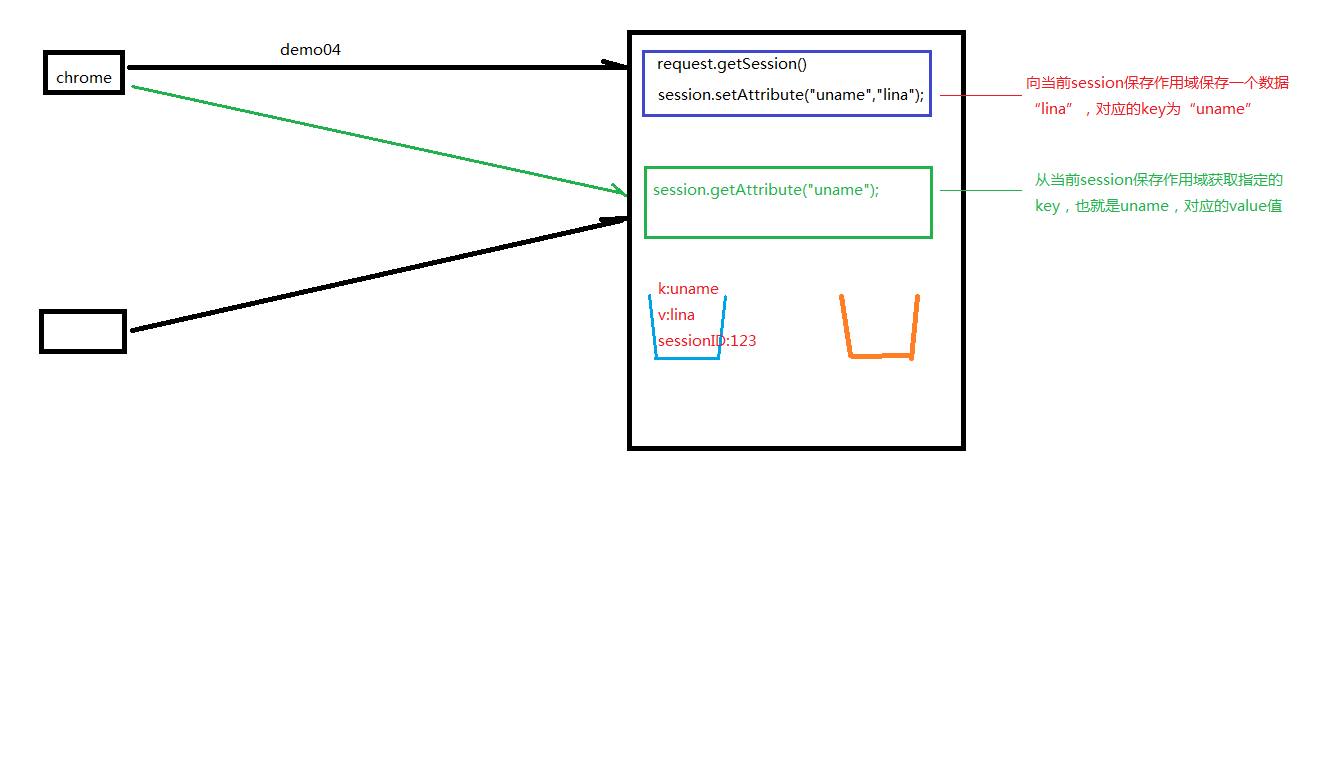 demo04
chrome
request.getSession()
session.setAttribute("uname","lina");
向当前session保存作用域保存一个数据
“lina”，对应的key为“uname”
session.getAttribute("uname");
从当前session保存作用域获取指定的
key，也就是uname，对应的value值
k:uname
v:lina
sessionID:123